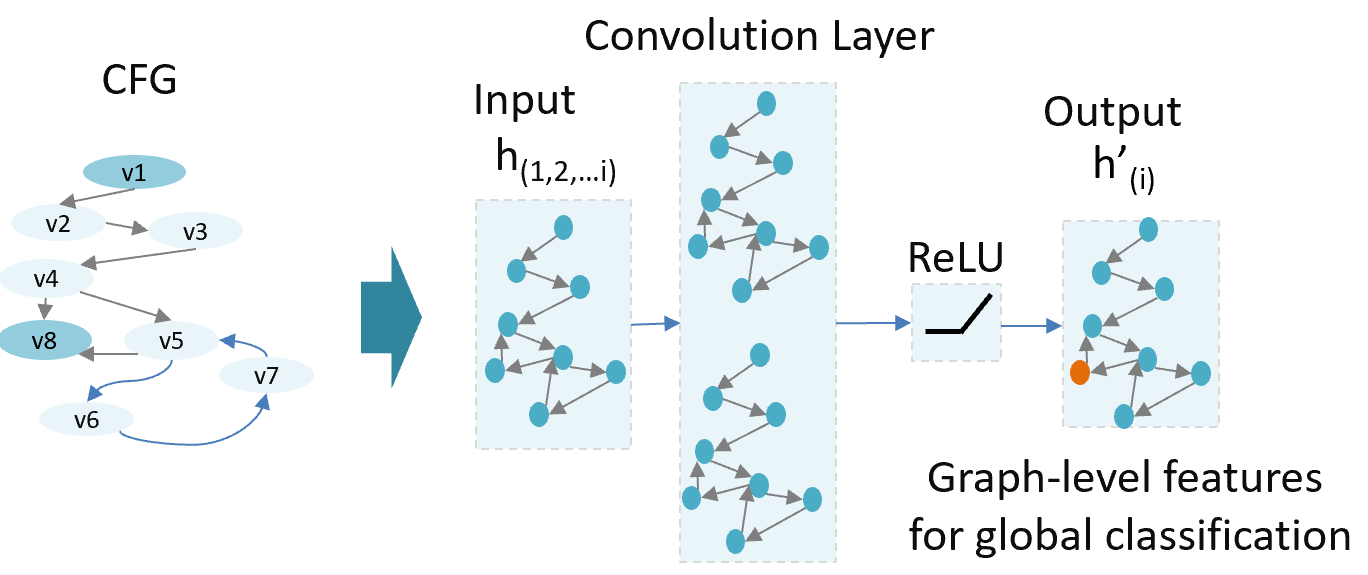 CFG
v1
v2
v3
v4
v8
v5
v7
v6
Input
h(1,2,...i)
Convolution Layer
ReLU
Output
h’(i)
Graph-level features
for global classification